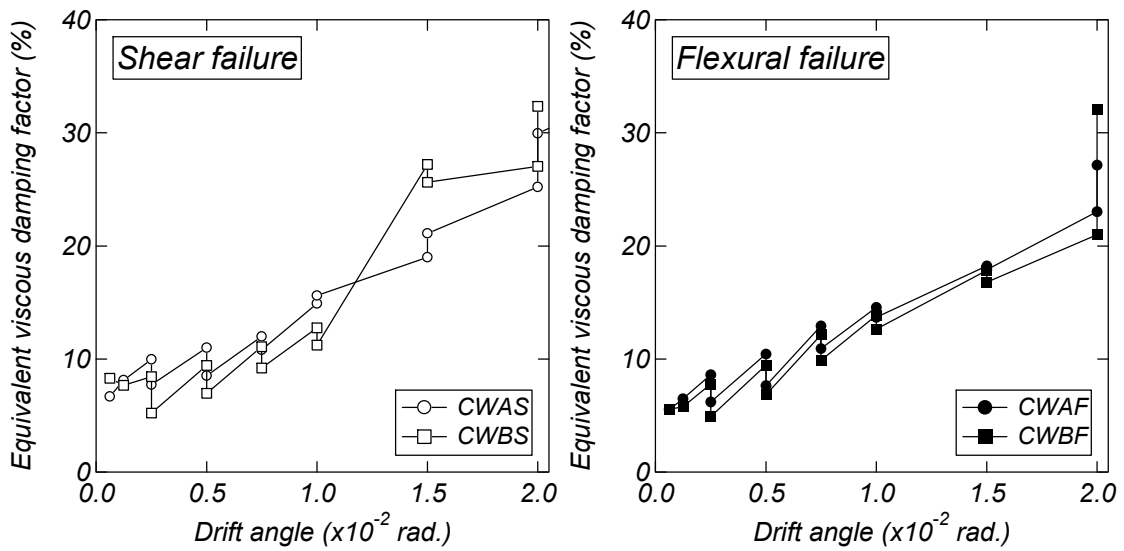 Equivalent viscous damping factor (%)
40
30
20
10
0
Shear failure
CWAS
CWBS
0.0 0.5 1.0 1.5 2.0
Drift angle (x10⁻² rad.)
Equivalent viscous damping factor (%)
40
30
20
10
0
Flexural failure
CWAF
CWBF
0.0 0.5 1.0 1.5 2.0
Drift angle (x10⁻² rad.)